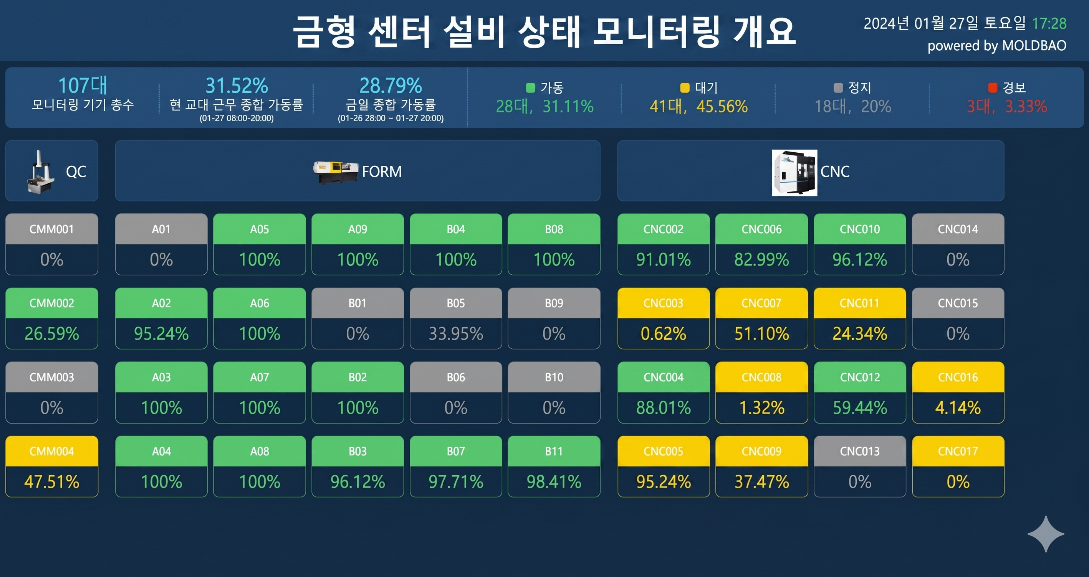 금형 센터 설비 상태 모니터링 개요
2024년 01월 27일 토요일 17:28
powered by MOLDBAO
107대
모니터링 기기 총수
31.52%
현 교대 근무 종합 가동률
(01-27 08:00-20:00)
28.79%
금일 종합 가동률
(01-26 28:00 ~ 01-27 20:00)
가동
28대, 31.11%
대기
41대, 45.56%
정지
18대, 20%
경보
3대, 3.33%
QC
FORM
CNC
CMM001 A01 A05 A09 B04 B08 CNC002 CNC006 CNC010 CNC014
0% 0% 100% 100% 100% 100% 91.01% 82.99% 96.12% 0%
CMM002 A02 A06 B01 B05 B09 CNC003 CNC007 CNC011 CNC015
26.59% 95.24% 100% 0% 33.95% 0% 0.62% 51.10% 24.34% 0%
CMM003 A03 A07 B02 B06 B10 CNC004 CNC008 CNC012 CNC016
0% 100% 100% 100% 0% 0% 88.01% 1.32% 59.44% 4.14%
CMM004 A04 A08 B03 B07 B11 CNC005 CNC009 CNC013 CNC017
47.51% 100% 100% 96.12% 97.71% 98.41% 95.24% 37.47% 0% 0%